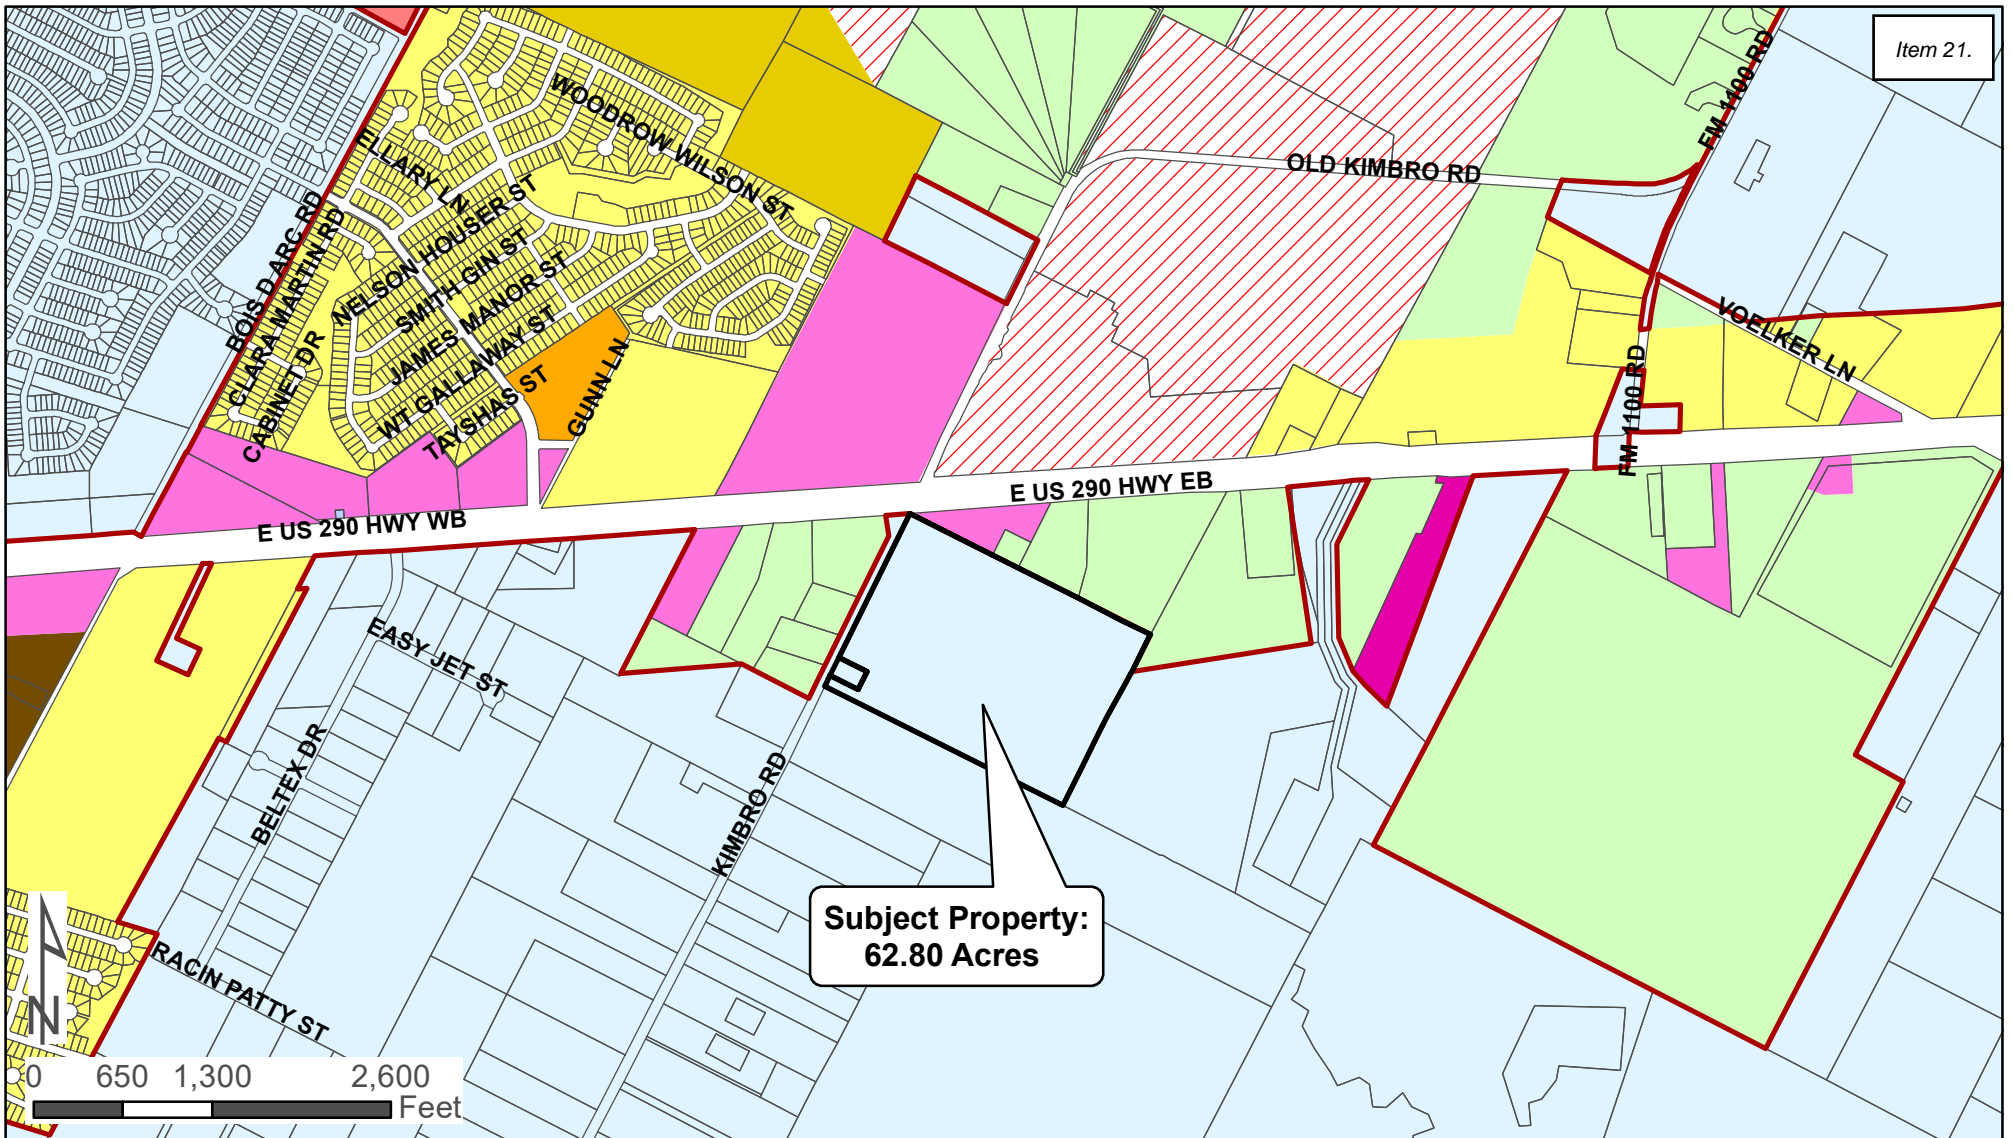 Item 21.
WOODROW WILSON ST
ELLARY LN
FM 1100 RD
OLD KIMBRO RD
BOIS D ARC RD
CLARA MARTIN RD
NELSON HOUSER ST
SMITH GIN ST
JAMES MANOR ST
WT GALLAWAY ST
TAYSHAS ST
CABINET DR
GUNN LN
VOELKER LN
FM 1100 RD
E US 290 HWY EB
E US 290 HWY WB
EASY JET ST
BELTEX DR
KIMBRO RD
Subject Property:
62.80 Acres
RACIN PATTY ST
N
0 650 1,300 2,600
Feet